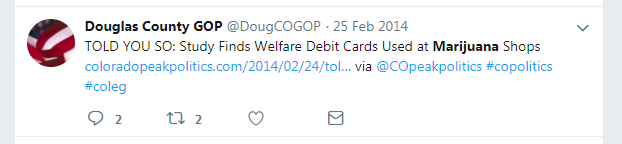 Douglas County GOP @DougCOGOP · 25 Feb 2014
TOLD YOU SO: Study Finds Welfare Debit Cards Used at Marijuana Shops
coloradopeakpolitics.com/2014/02/24/tol... via @COpeakpolitics #copolitics
#coleg
2 2